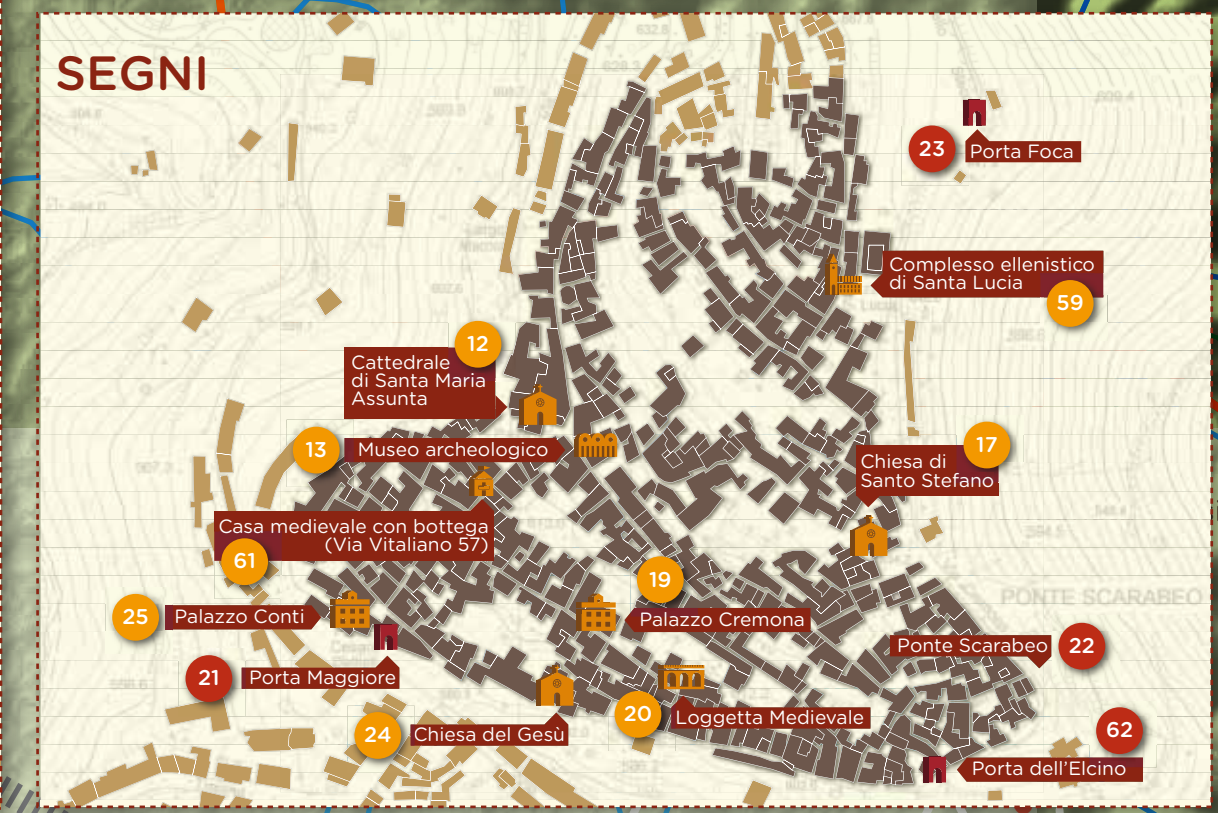 SEGNI
23
Porta Foca
Complesso ellenistico
di Santa Lucia
59
12
Cattedrale
di Santa Maria
Assunta
13
Museo archeologico
17
Chiesa di
Santo Stefano
Casa medievale con bottega
(Via Vitaliano 57)
61
19
25
Palazzo Conti
Palazzo Cremona
PONTE SCARABEO
Ponte Scarabeo
22
21
Porta Maggiore
20
Loggetta Medievale
24
Chiesa del Gesù
62
Porta dell'Elcino